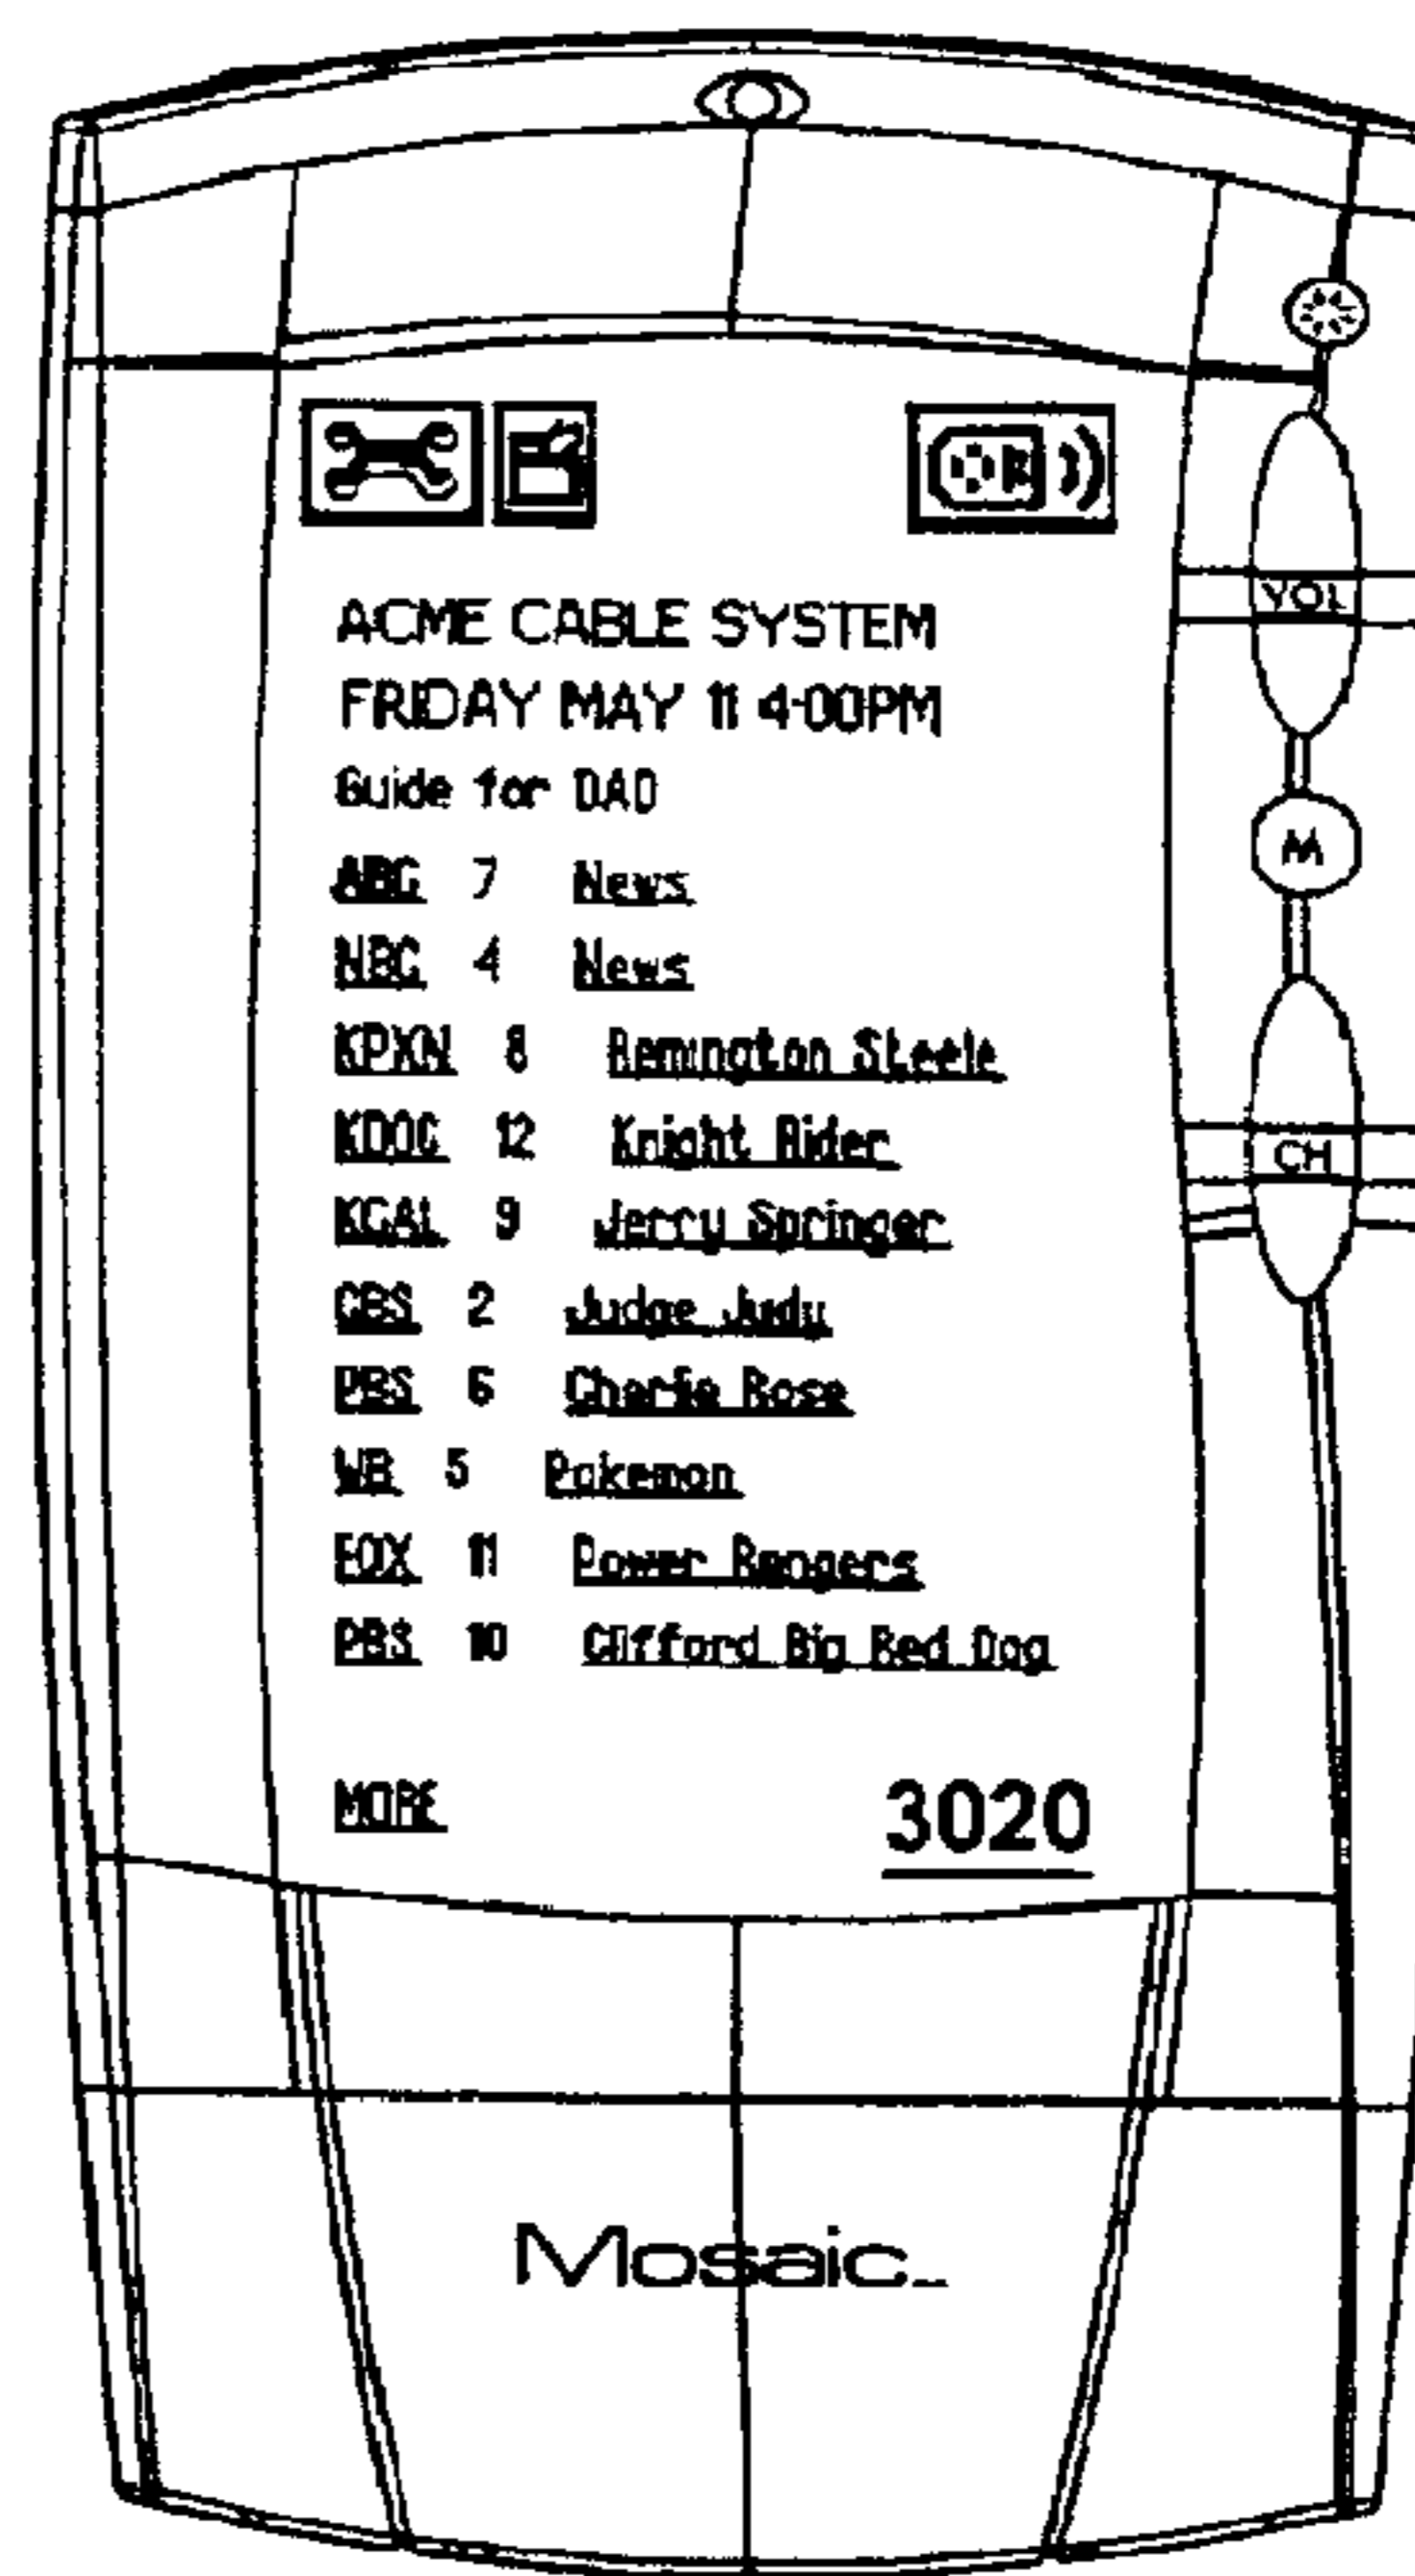 ACME CABLE SYSTEM
VOL
FRIDAY MAY 11 4:00PM
Guide for DAD
M
ABC 7 News
NBC 4 News
KPXN 8 Remington Steele
KDOC 12 Knight Rider
CH
KCAL 9 Jerry Springer
CBS 2 Judge Judy
PBS 6 Charlie Rose
WB 5 Pokemon
FOX 11 Power Rangers
PBS 10 Clifford Big Red Dog
MORE 3020
Mosaic